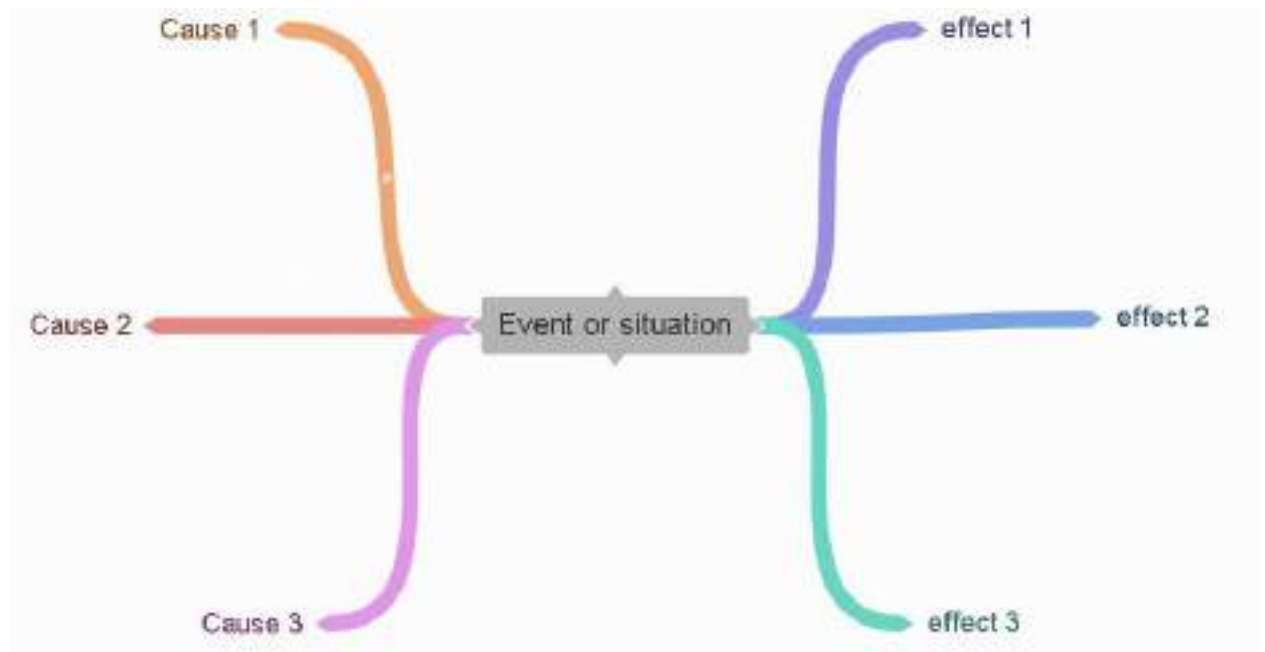 Cause 1
effect 1
Cause 2
Event or situation
effect 2
Cause 3
effect 3